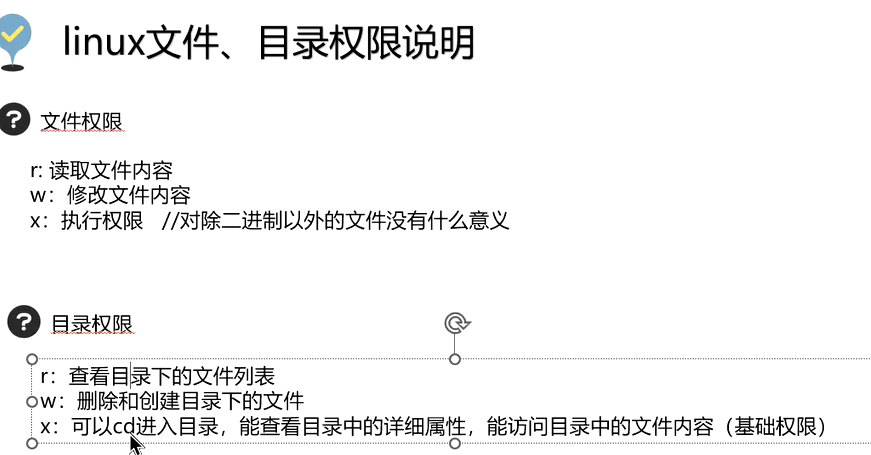 linux文件、目录权限说明
? 文件权限
r: 读取文件内容
w：修改文件内容
x：执行权限 //对除二进制以外的文件没有什么意义
? 目录权限
r：查看目录下的文件列表
w：删除和创建目录下的文件
x：可以cd进入目录，能查看目录中的详细属性，能访问目录中的文件内容（基础权限）